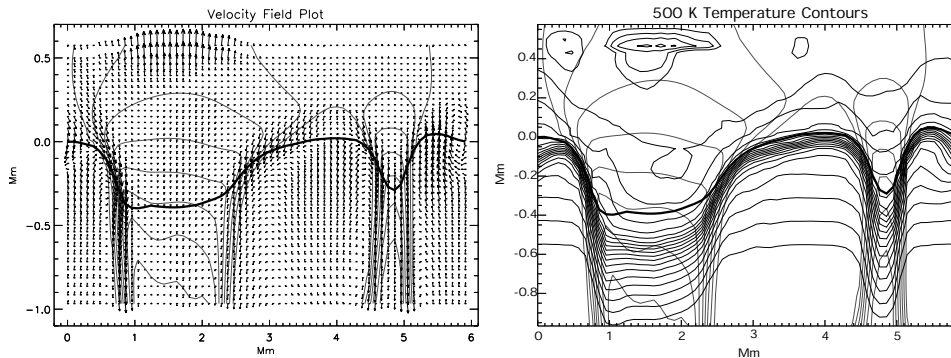 Velocity Field Plot
0.5
0.0
-0.5
-1.0
Mm
0 1 2 3 4 5 6
Mm
500 K Temperature Contours
0.4
0.2
0.0
-0.2
-0.4
-0.6
-0.8
Mm
0 1 2 3 4 5
Mm